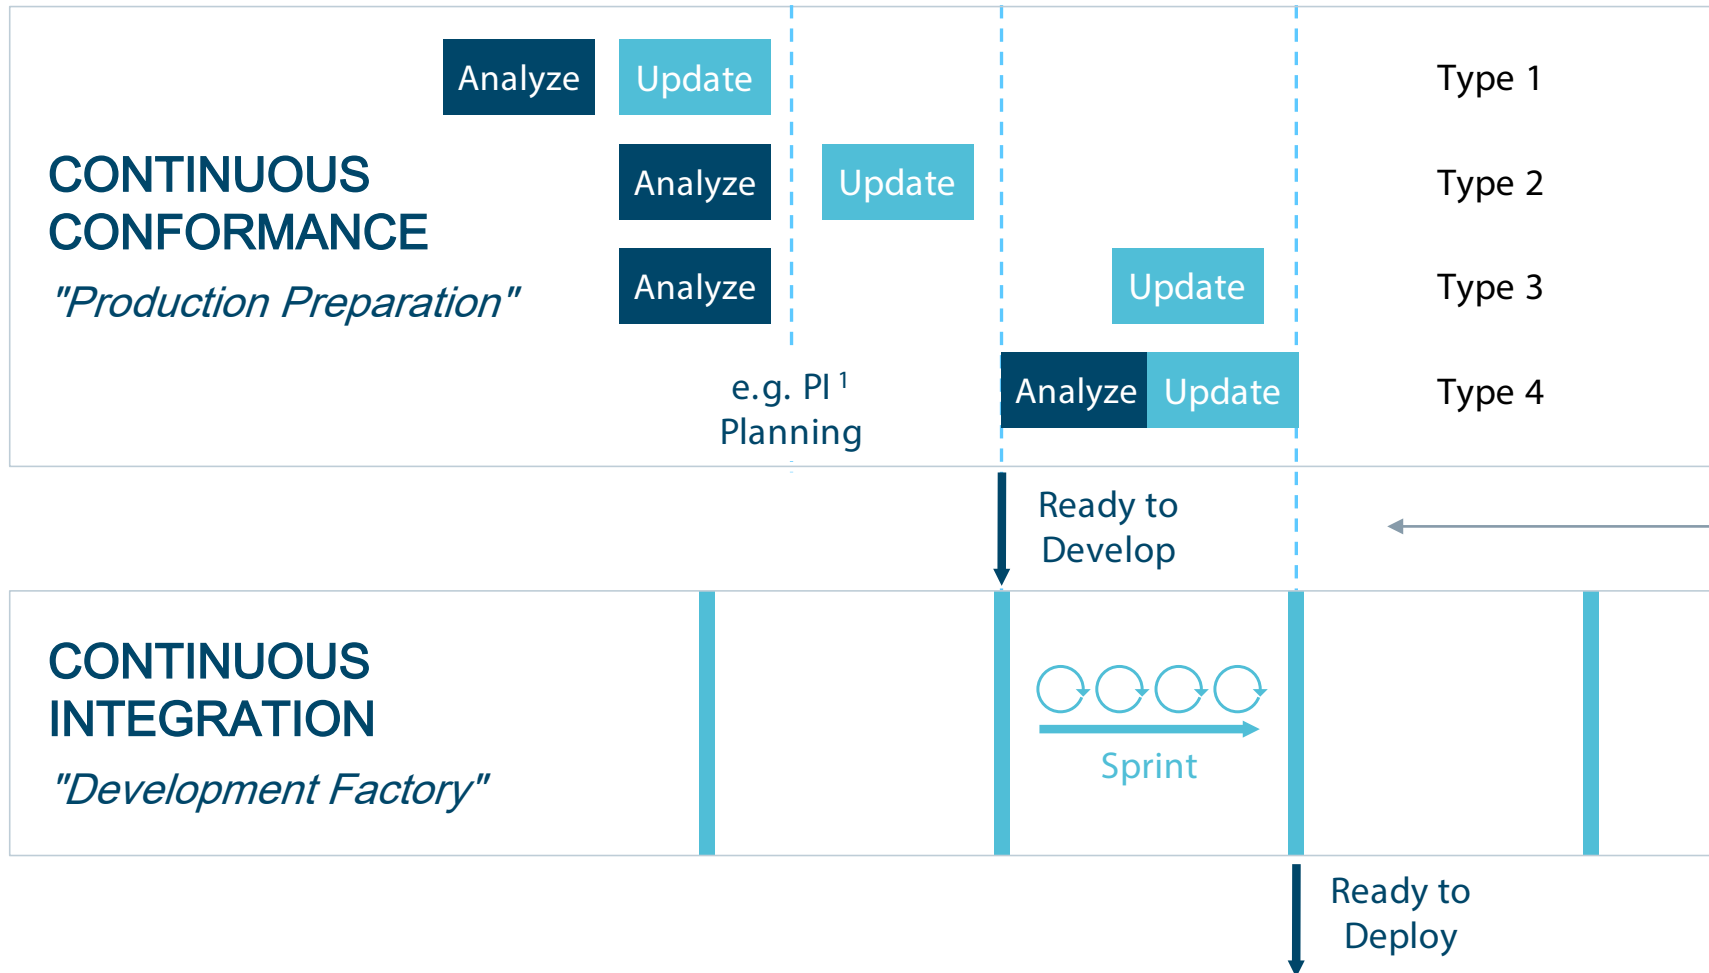 Analyze Update Type 1
CONTINUOUS
CONFORMANCE
Analyze Update Type 2
"Production Preparation"
Analyze Update Type 3
e.g. PI 1
Planning
Analyze Update Type 4
Ready to
Develop
CONTINUOUS
INTEGRATION
"Development Factory"
Sprint
Ready to
Deploy